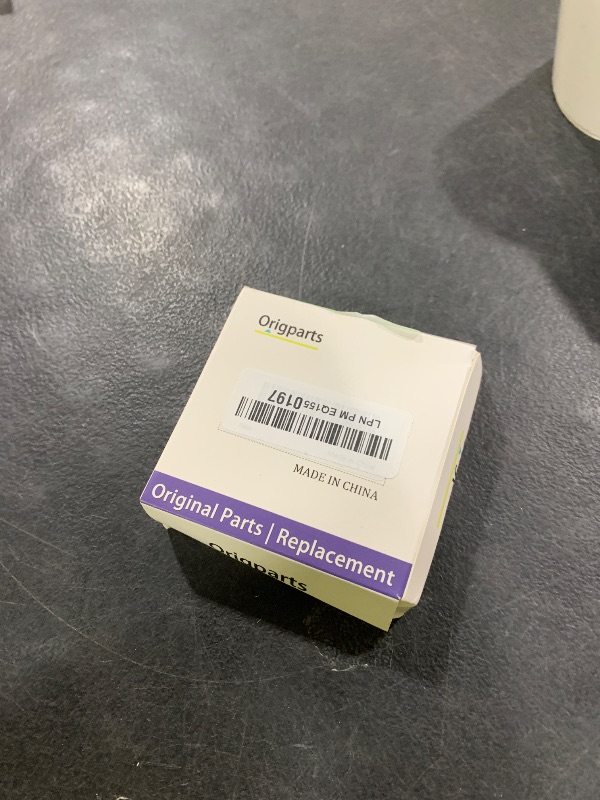 Origparts
LPN PM EQ1550197
MADE IN CHINA
Original Parts | Replacement
Origparts